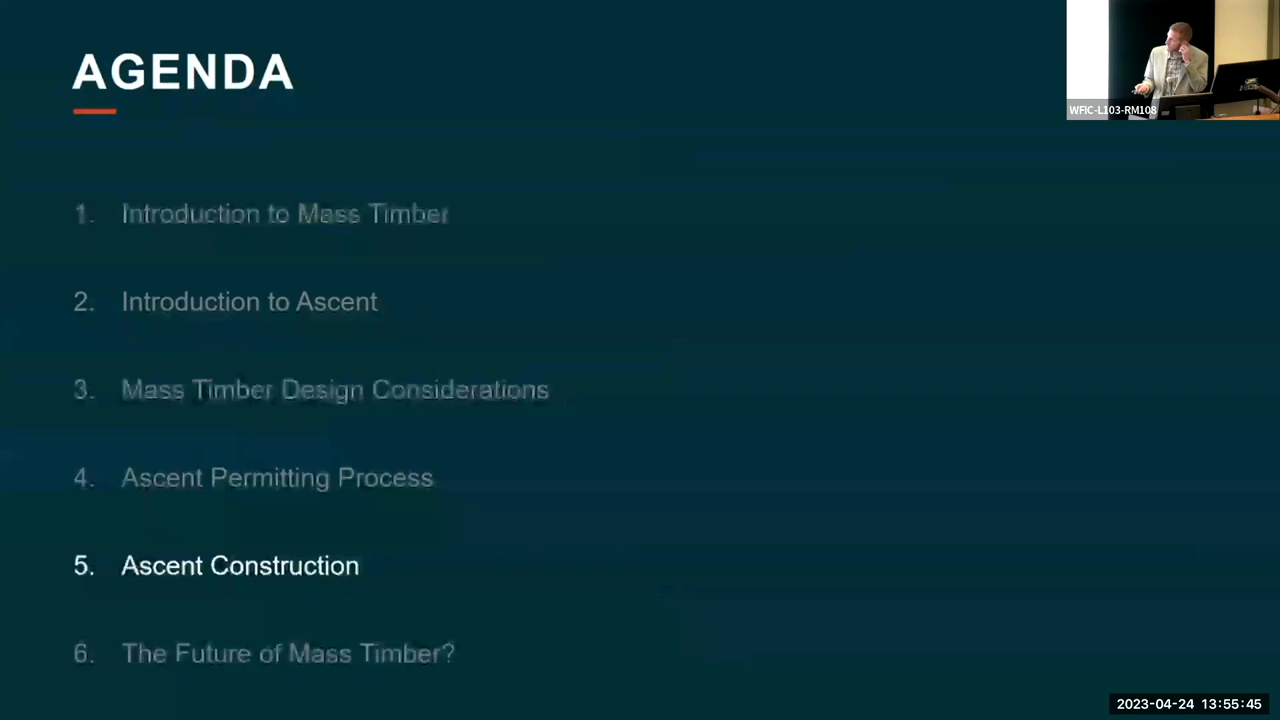 AGENDA
WFIC-L103-RM108
1. Introduction to Mass Timber
2. Introduction to Ascent
3. Mass Timber Design Considerations
4. Ascent Permitting Process
5. Ascent Construction
6. The Future of Mass Timber?
2023-04-24 13:55:45